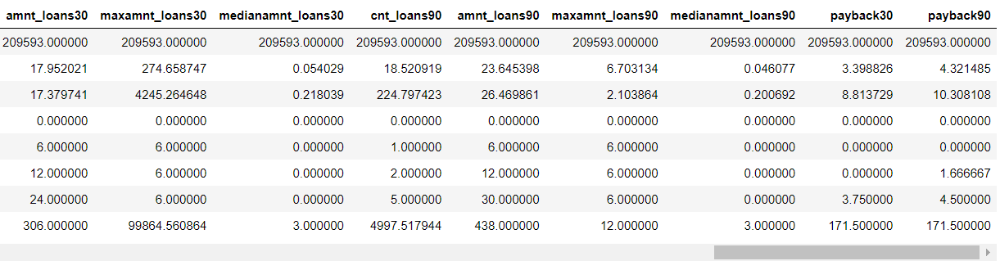 amnt_loans30 maxamnt_loans30 medianamnt_loans30 cnt_loans90 amnt_loans90 maxamnt_loans90 medianamnt_loans90 payback30 payback90
209593.000000 209593.000000 209593.000000 209593.000000 209593.000000 209593.000000 209593.000000 209593.000000 209593.000000
17.952021 274.658747 0.054029 18.520919 23.645398 6.703134 0.046077 3.398826 4.321485
17.379741 4245.264648 0.218039 224.797423 26.469861 2.103864 0.200692 8.813729 10.308108
0.000000 0.000000 0.000000 0.000000 0.000000 0.000000 0.000000 0.000000 0.000000
6.000000 6.000000 0.000000 1.000000 6.000000 6.000000 0.000000 0.000000 0.000000
12.000000 6.000000 0.000000 2.000000 12.000000 6.000000 0.000000 0.000000 1.666667
24.000000 6.000000 0.000000 5.000000 30.000000 6.000000 0.000000 3.750000 4.500000
306.000000 99864.560864 3.000000 4997.517944 438.000000 12.000000 3.000000 171.500000 171.500000